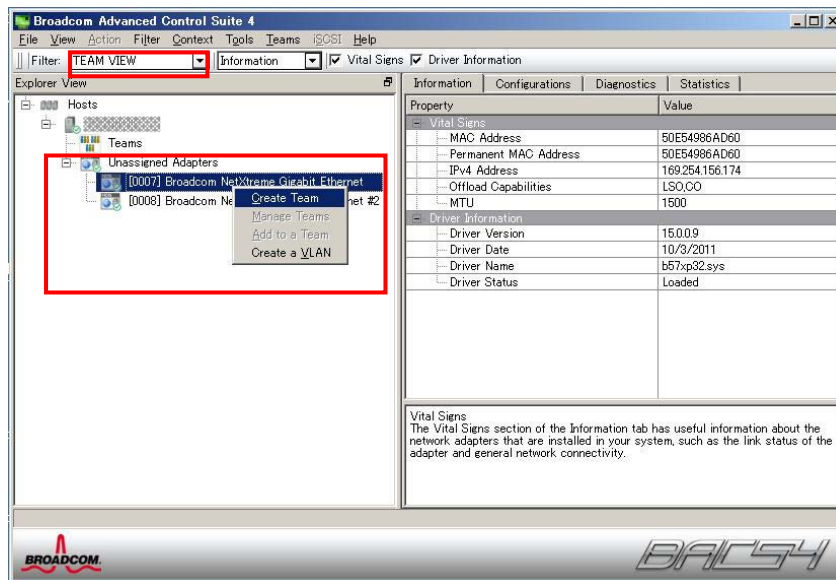 Broadcom Advanced Control Suite 4
File View Action Filter Context Tools Teams iSCSI Help
Filter: TEAM VIEW Information Vital Signs Driver Information
Explorer View
Hosts
Teams
Unassigned Adapters
[0007] Broadcom NetXtreme Gigabit Ethernet
[0008] Broadcom Ne
net #2
Create Team
Manage Teams
Add to a Team
Create a VLAN
Information Configurations Diagnostics Statistics
Property Value
Vital Signs
MAC Address 50E54986AD60
Permanent MAC Address 50E54986AD60
IPv4 Address 169.254.156.174
Offload Capabilities LSO,CO
MTU 1500
Driver Information
Driver Version 15.0.0.9
Driver Date 10/3/2011
Driver Name b57xp32.sys
Driver Status Loaded
Vital Signs
The Vital Signs section of the Information tab has useful information about the
network adapters that are installed in your system, such as the link status of the
adapter and general network connectivity.
BROADCOM.
BACS4